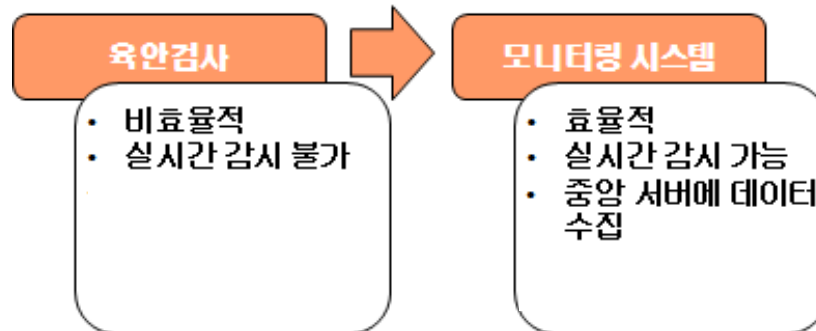 육안검사
• 비효율적
• 실시간 감시 불가
모니터링 시스템
• 효율적
• 실시간 감시 가능
• 중앙 서버에 데이터
수집